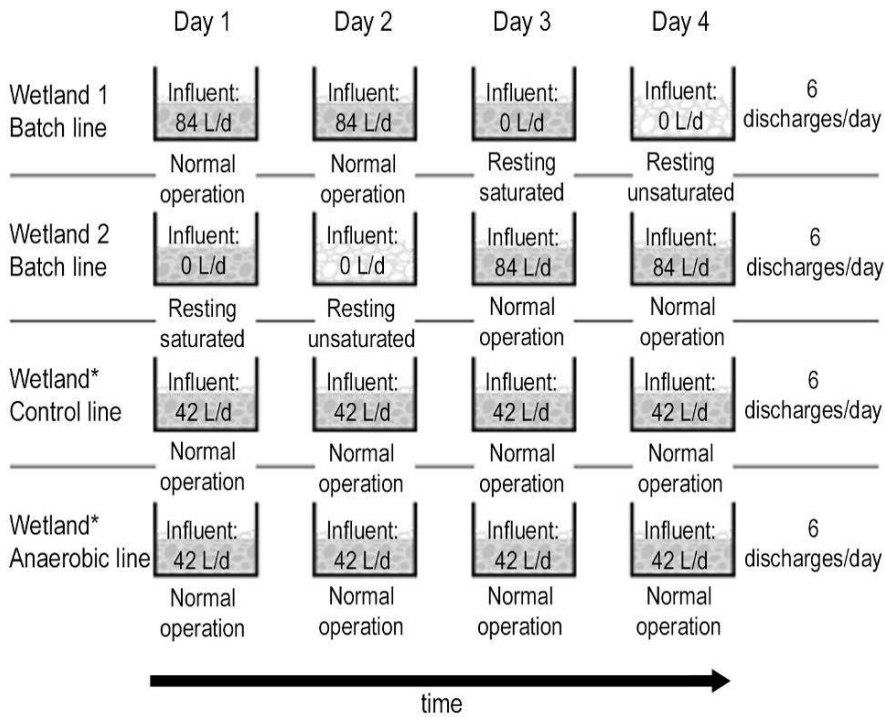 Day 1 Day 2 Day 3 Day 4
Wetland 1
Batch line
Influent:
84 L/d
Influent:
84 L/d
Influent:
0 L/d
Influent:
0 L/d
6
discharges/day
Normal
operation
Normal
operation
Resting
saturated
Resting
unsaturated
Wetland 2
Batch line
Influent:
0 L/d
Influent:
0 L/d
Influent:
84 L/d
Influent:
84 L/d
6
discharges/day
Resting
saturated
Resting
unsaturated
Normal
operation
Normal
operation
Wetland*
Control line
Influent:
42 L/d
Influent:
42 L/d
Influent:
42 L/d
Influent:
42 L/d
6
discharges/day
Normal
operation
Normal
operation
Normal
operation
Normal
operation
Wetland*
Anaerobic line
Influent:
42 L/d
Influent:
42 L/d
Influent:
42 L/d
Influent:
42 L/d
6
discharges/day
Normal
operation
Normal
operation
Normal
operation
Normal
operation
time